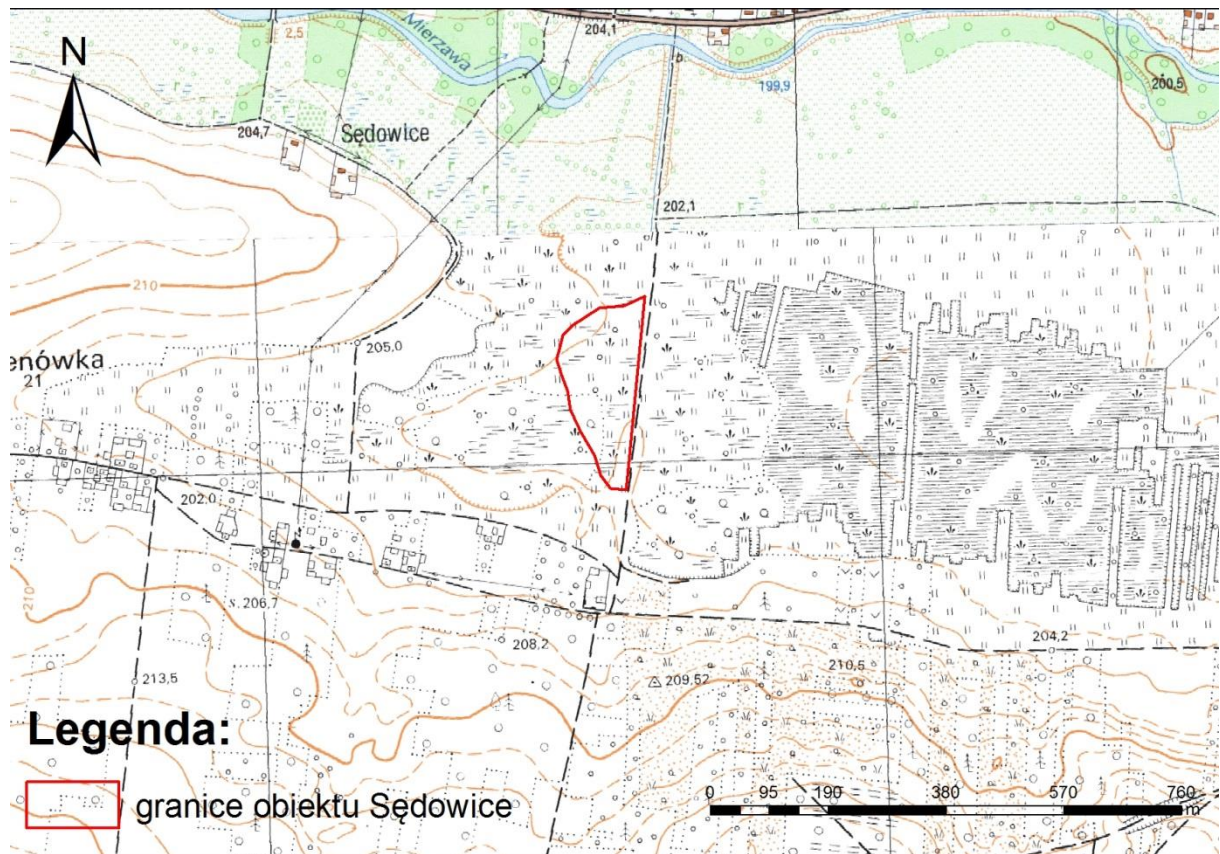 204,1
2,5
Mierzawa
N
199,9
200,5
204,7
Sędowice
r
r
r
r
r
r
b
202,1
210
205,0
enówka
21
202,0
210
s. 206,7
208,2
204,2
210,5
213,5
209,52
Legenda:
granice obiektu Sędowice
0 95 190 380 570 760
m